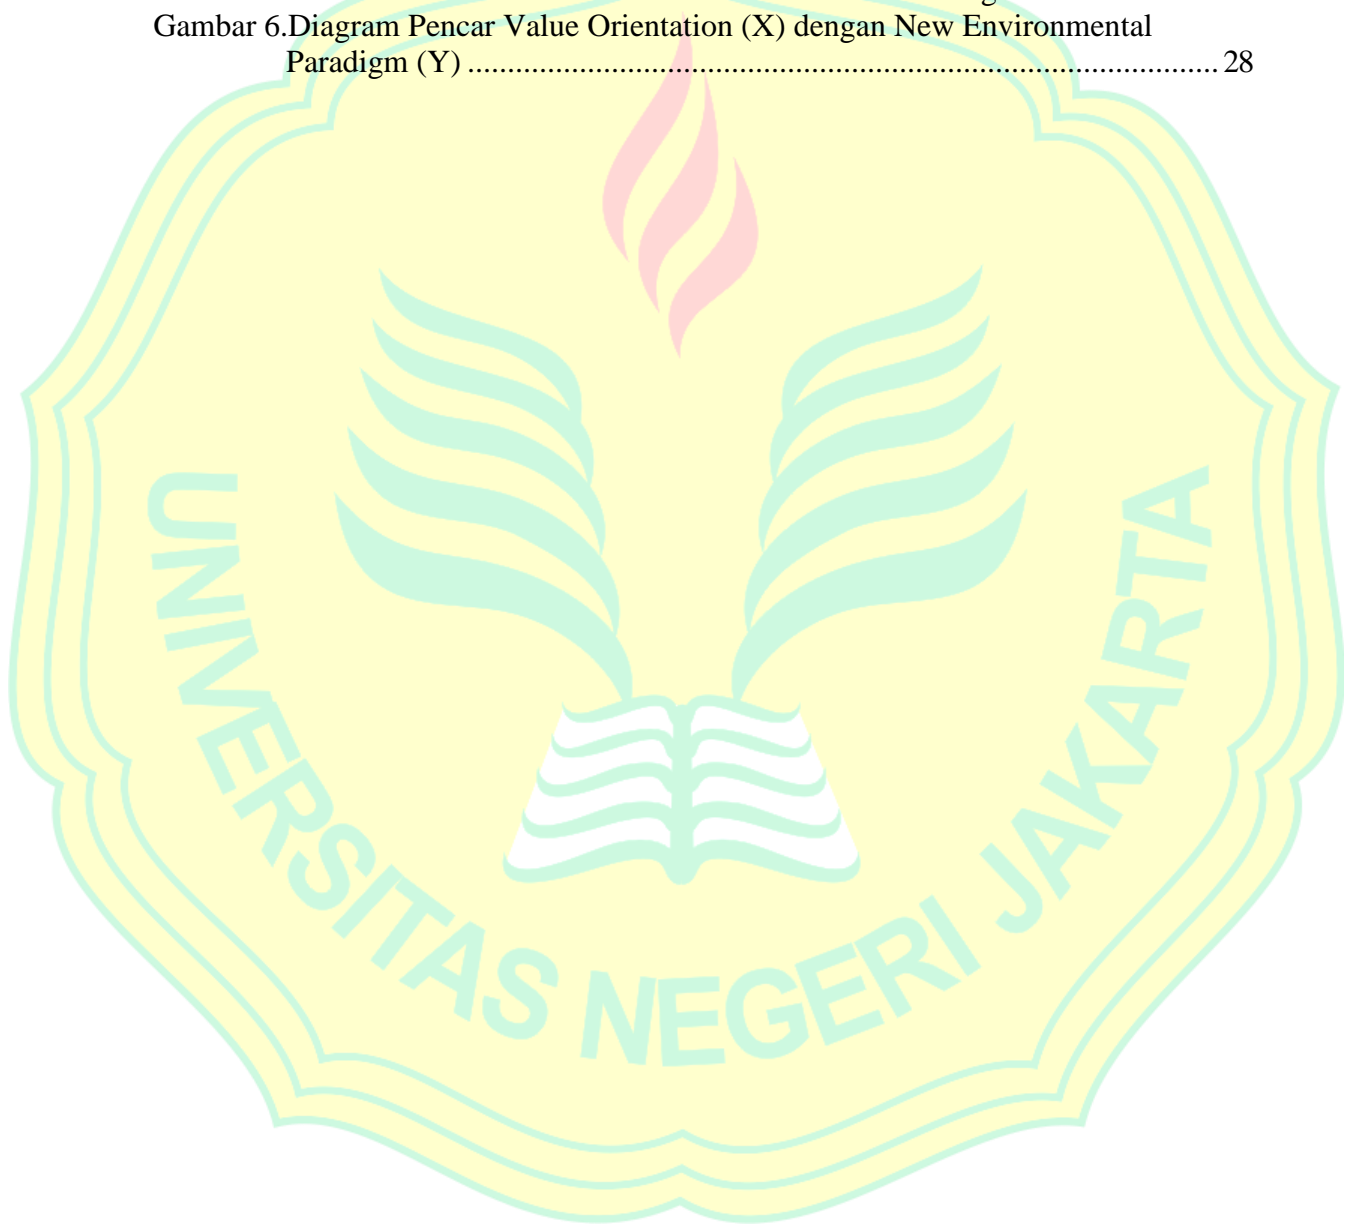 Gambar 6.Diagram Pencar Value Orientation (X) dengan New Environmental
Paradigm (Y) ............................................................................................... 28
UNIVERSITAS NEGERI JAKARTA